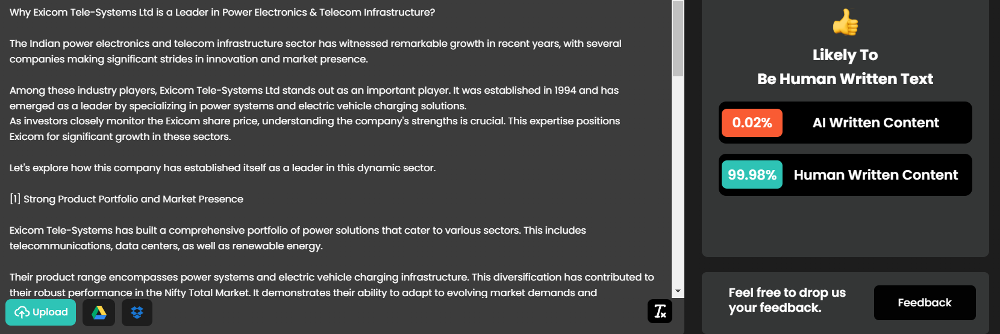 Why Exicom Tele-Systems Ltd is a Leader in Power Electronics & Telecom Infrastructure?
The Indian power electronics and telecom infrastructure sector has witnessed remarkable growth in recent years, with several
companies making significant strides in innovation and market presence.
Among these industry players, Exicom Tele-Systems Ltd stands out as an important player. It was established in 1994 and has
emerged as a leader by specializing in power systems and electric vehicle charging solutions.
As investors closely monitor the Exicom share price, understanding the company's strengths is crucial. This expertise positions
Exicom for significant growth in these sectors.
Let's explore how this company has established itself as a leader in this dynamic sector.
[1] Strong Product Portfolio and Market Presence
Exicom Tele-Systems has built a comprehensive portfolio of power solutions that cater to various sectors. This includes
telecommunications, data centers, as well as renewable energy.
Their product range encompasses power systems and electric vehicle charging infrastructure. This diversification has contributed to
their robust performance in the Nifty Total Market. It demonstrates their ability to adapt to evolving market demands and
Upload
Likely To
Be Human Written Text
0.02% AI Written Content
99.98% Human Written Content
Feel free to drop us
your feedback.
Feedback